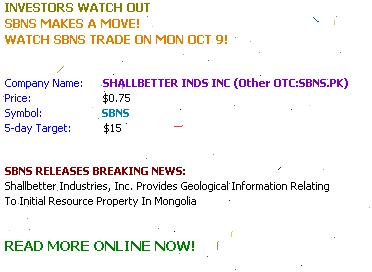 INVESTORS WATCH OUT
SBNS MAKES A MOVE!
WATCH SBNS TRADE ON MON OCT 9!
Company Name: SHALLBETTER INDS INC (Other OTC:SBNS.PK)
Price: $0.75
Symbol: SBNS
5-day Target: $15
SBNS RELEASES BREAKING NEWS:
Shallbetter Industries, Inc. Provides Geological Information Relating
To Initial Resource Property In Mongolia
READ MORE ONLINE NOW!